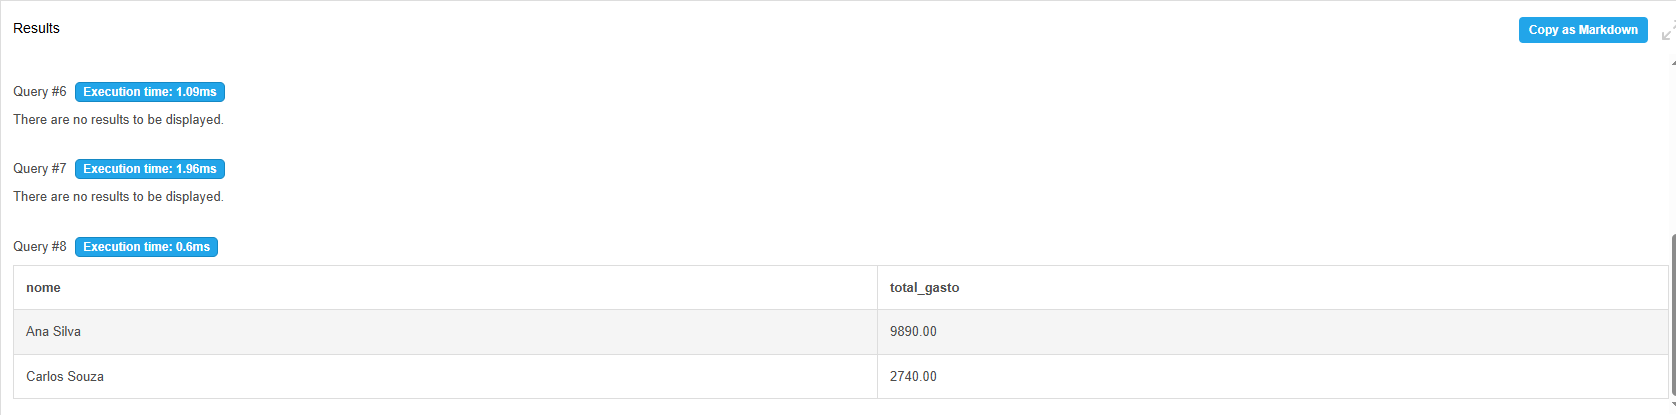 Results
Copy as Markdown
Query #6 Execution time: 1.09ms
There are no results to be displayed.
Query #7 Execution time: 1.96ms
There are no results to be displayed.
Query #8 Execution time: 0.6ms
nome total_gasto
Ana Silva 9890.00
Carlos Souza 2740.00